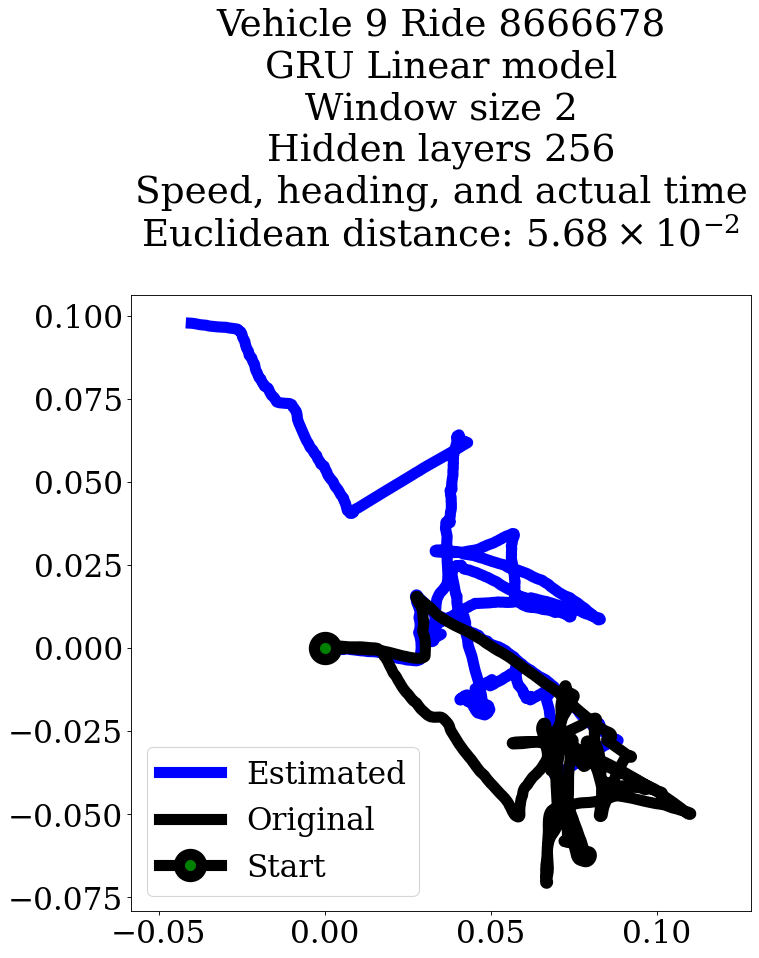 Vehicle 9 Ride 8666678
GRU Linear model
Window size 2
Hidden layers 256
Speed, heading, and actual time
Euclidean distance: 5.68 × 10⁻²
0.100
0.075
0.050
0.025
0.000
−0.025
−0.050
−0.075
Estimated
Original
Start
−0.05 0.00 0.05 0.10